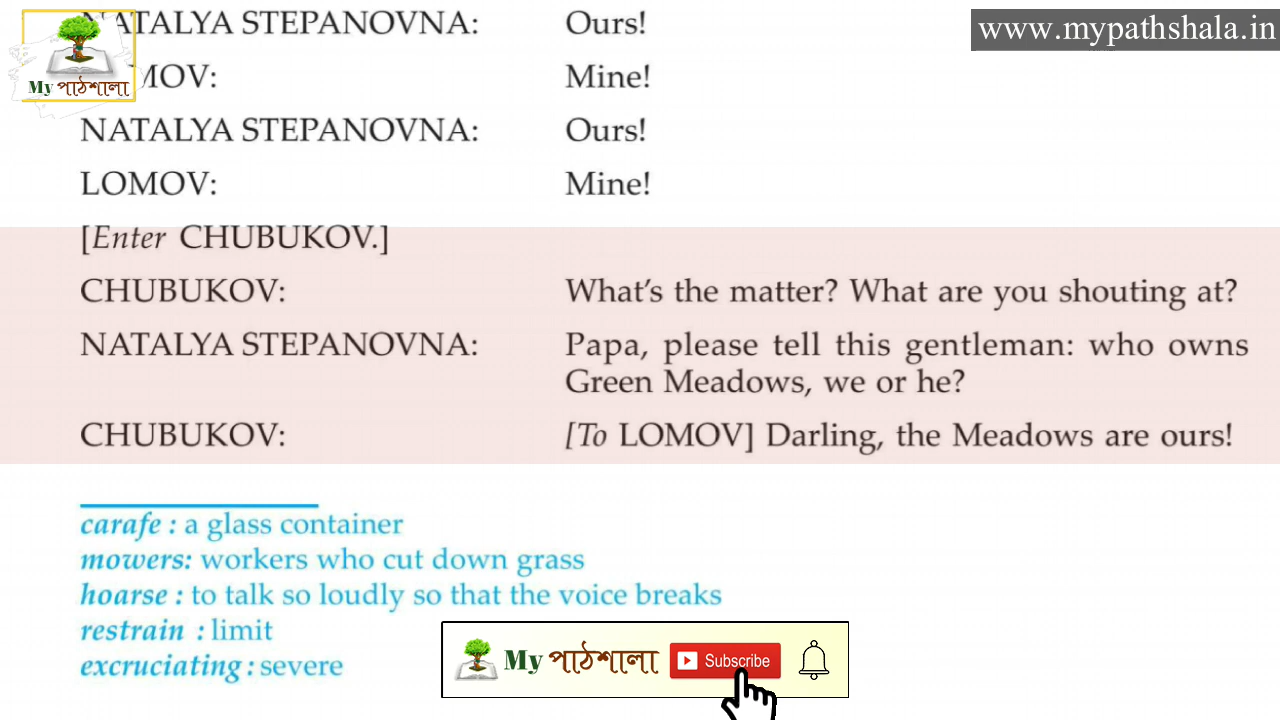 NATALYA STEPANOVNA: Ours!
www.mypathshala.in
LOMOV: Mine!
My পাঠশালা
NATALYA STEPANOVNA: Ours!
LOMOV: Mine!
[Enter CHUBUKOV.]
CHUBUKOV: What's the matter? What are you shouting at?
NATALYA STEPANOVNA: Papa, please tell this gentleman: who owns
Green Meadows, we or he?
CHUBUKOV: [To LOMOV] Darling, the Meadows are ours!
carafe : a glass container
mowers: workers who cut down grass
hoarse : to talk so loudly so that the voice breaks
restrain : limit
excruciating : severe
My পাঠশালা Subscribe